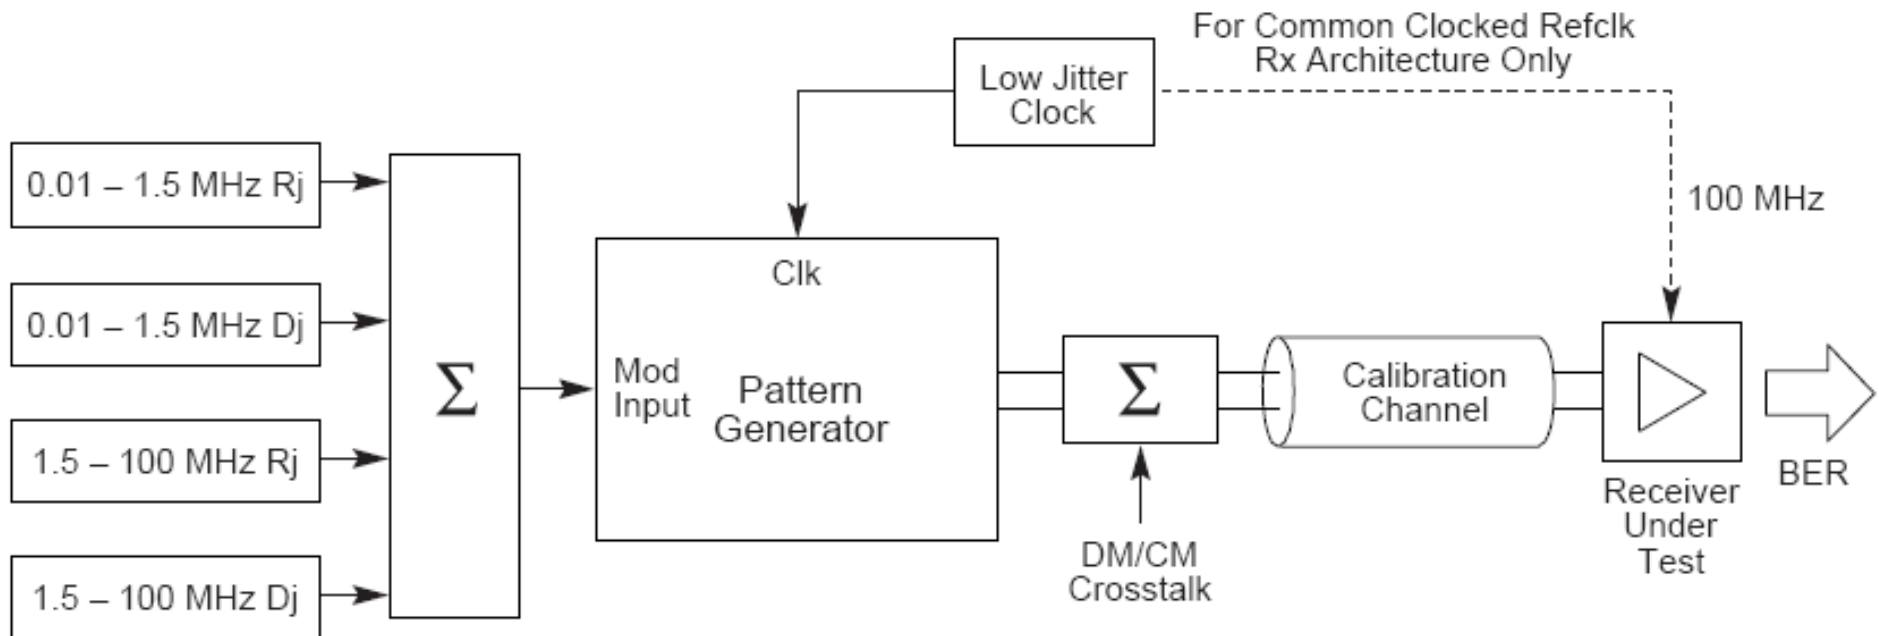 For Common Clocked Refclk
Rx Architecture Only
Low Jitter
Clock
0.01 – 1.5 MHz Rj
100 MHz
Clk
0.01 – 1.5 MHz Dj
Σ
Mod
Input
Pattern
Generator
Σ
Calibration
Channel
1.5 – 100 MHz Rj
BER
Receiver
Under
Test
DM/CM
Crosstalk
1.5 – 100 MHz Dj